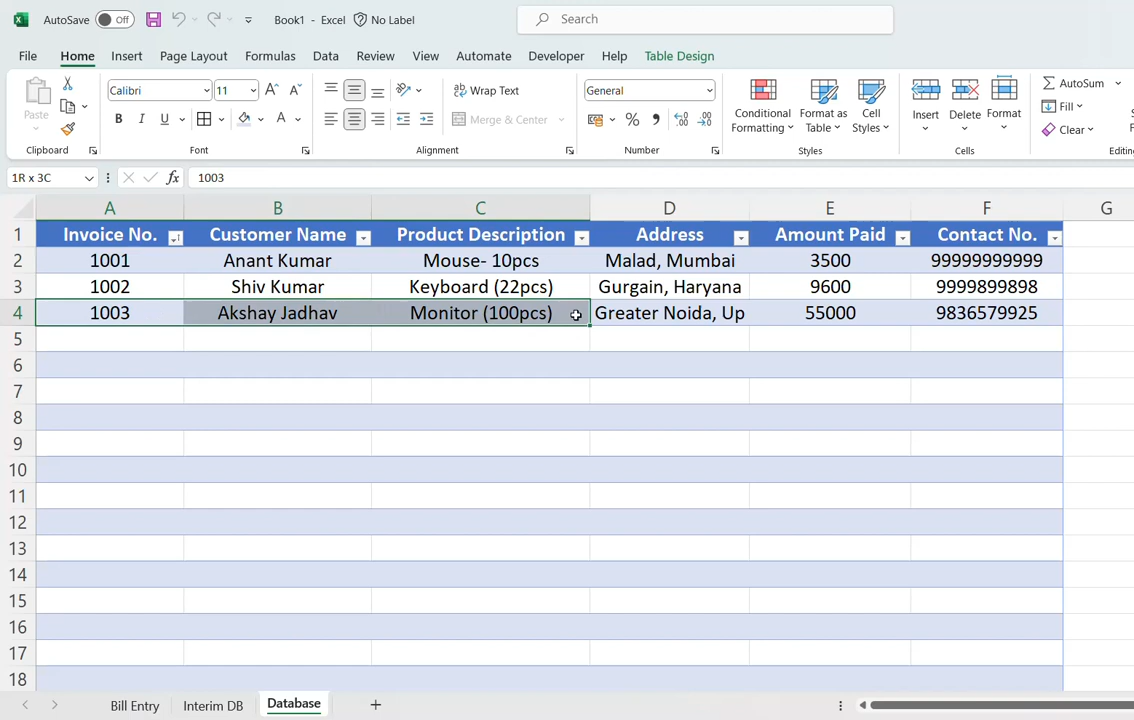 AutoSave Off Book1 - Excel No Label Search
File Home Insert Page Layout Formulas Data Review View Automate Developer Help Table Design
Paste Calibri 11 Wrap Text General Conditional Formatting Format as Table Cell Styles Insert Delete Format AutoSum
B I U A Merge & Center % Fill
Clear
Clipboard Font Alignment Number Styles Cells Editing
1R x 3C fx 1003
A B C D E F G
1 Invoice No. Customer Name Product Description Address Amount Paid Contact No.
2 1001 Anant Kumar Mouse- 10pcs Malad, Mumbai 3500 99999999999
3 1002 Shiv Kumar Keyboard (22pcs) Gurgain, Haryana 9600 9999899898
4 1003 Akshay Jadhav Monitor (100pcs) Greater Noida, Up 55000 9836579925
5
6
7
8
9
10
11
12
13
14
15
16
17
18
Bill Entry Interim DB Database